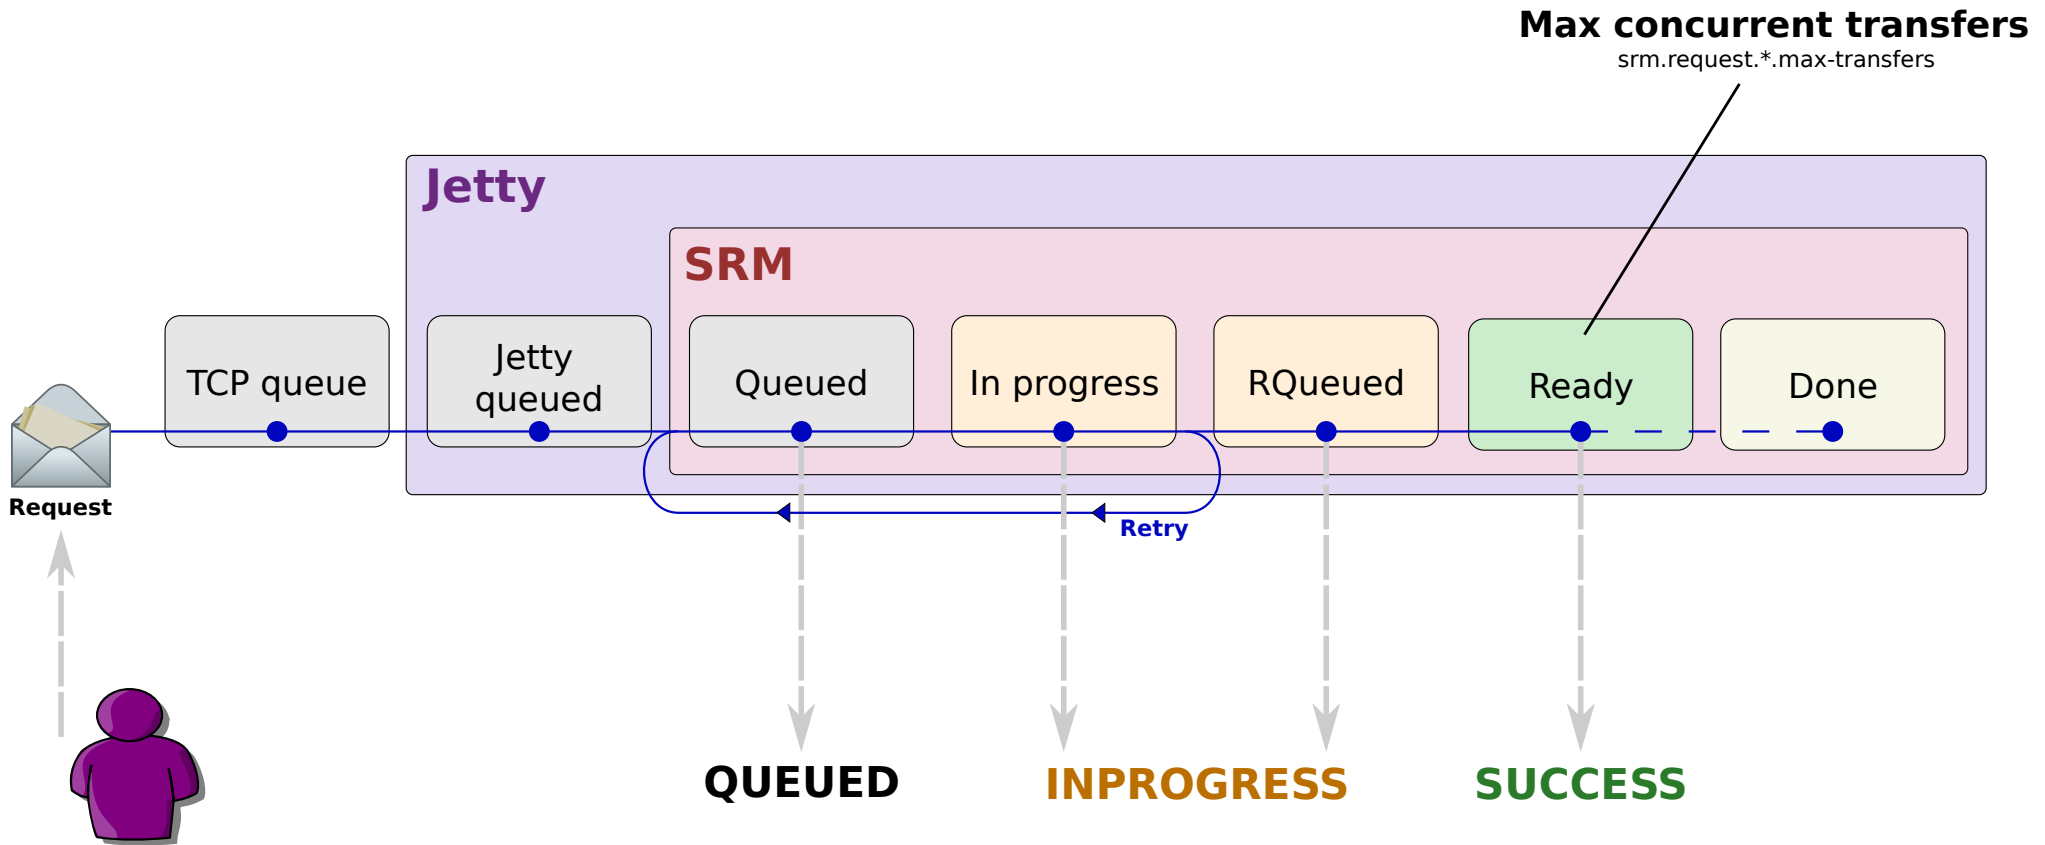 Max concurrent transfers
srm.request.*.max-transfers
Jetty
SRM
TCP queue
Jetty
queued
Queued
In progress
RQueued
Ready
Done
Request
Retry
QUEUED
INPROGRESS
SUCCESS